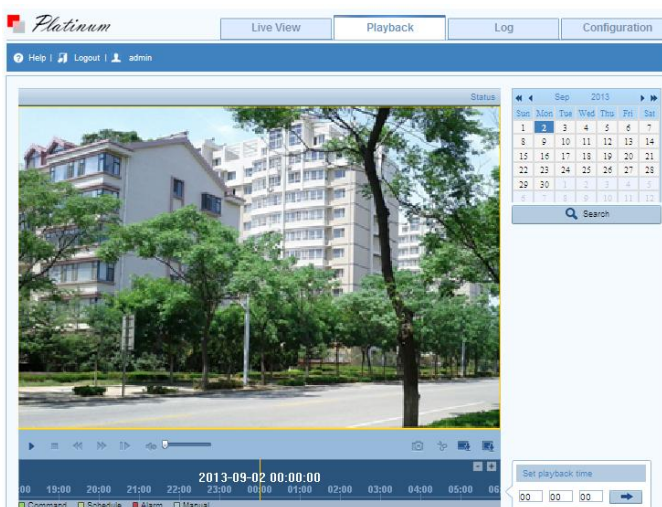 Platinum
Live View
Playback
Log
Configuration
Help | Logout | admin
Status
Sep 2013
Sun Mon Tue Wed Thu Fri Sat
1 2 3 4 5 6 7
8 9 10 11 12 13 14
15 16 17 18 19 20 21
22 23 24 25 26 27 28
29 30 1 2 3 4 5
6 7 8 9 10 11 12
Search
2013-09-02 00:00:00
:00 19:00 20:00 21:00 22:00 23:00 00:00 01:00 02:00 03:00 04:00 05:00 06:
Command Schedule Alarm Manual
Set playback time
00 00 00